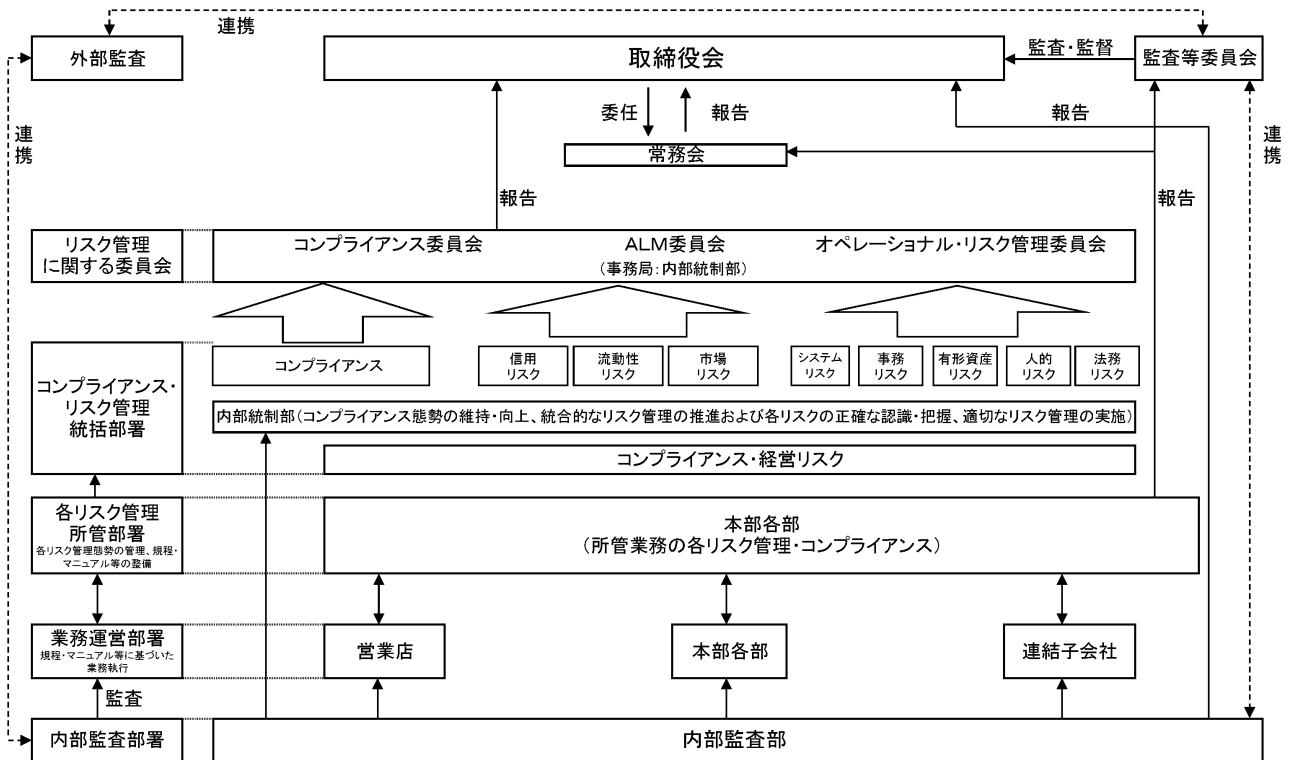 連携
外部監査
取締役会
監査・監督
監査等委員会
委任
報告
報告
連携
連携
常務会
報告
報告
リスク管理
に関する委員会
コンプライアンス委員会
ALM委員会
オペレーショナル・リスク管理委員会
(事務局:内部統制部)
コンプライアンス・
リスク管理
統括部署
コンプライアンス
信用
リスク
流動性
リスク
市場
リスク
システム
リスク
事務
リスク
有形資産
リスク
人的
リスク
法務
リスク
内部統制部(コンプライアンス態勢の維持・向上、統合的なリスク管理の推進および各リスクの正確な認識・把握、適切なリスク管理の実施)
コンプライアンス・経営リスク
各リスク管理
所管部署
各リスク管理態勢の管理、規程・
マニュアル等の整備
本部各部
(所管業務の各リスク管理・コンプライアンス)
業務運営部署
規程・マニュアル等に基づいた
業務執行
営業店
本部各部
連結子会社
監査
内部監査部署
内部監査部